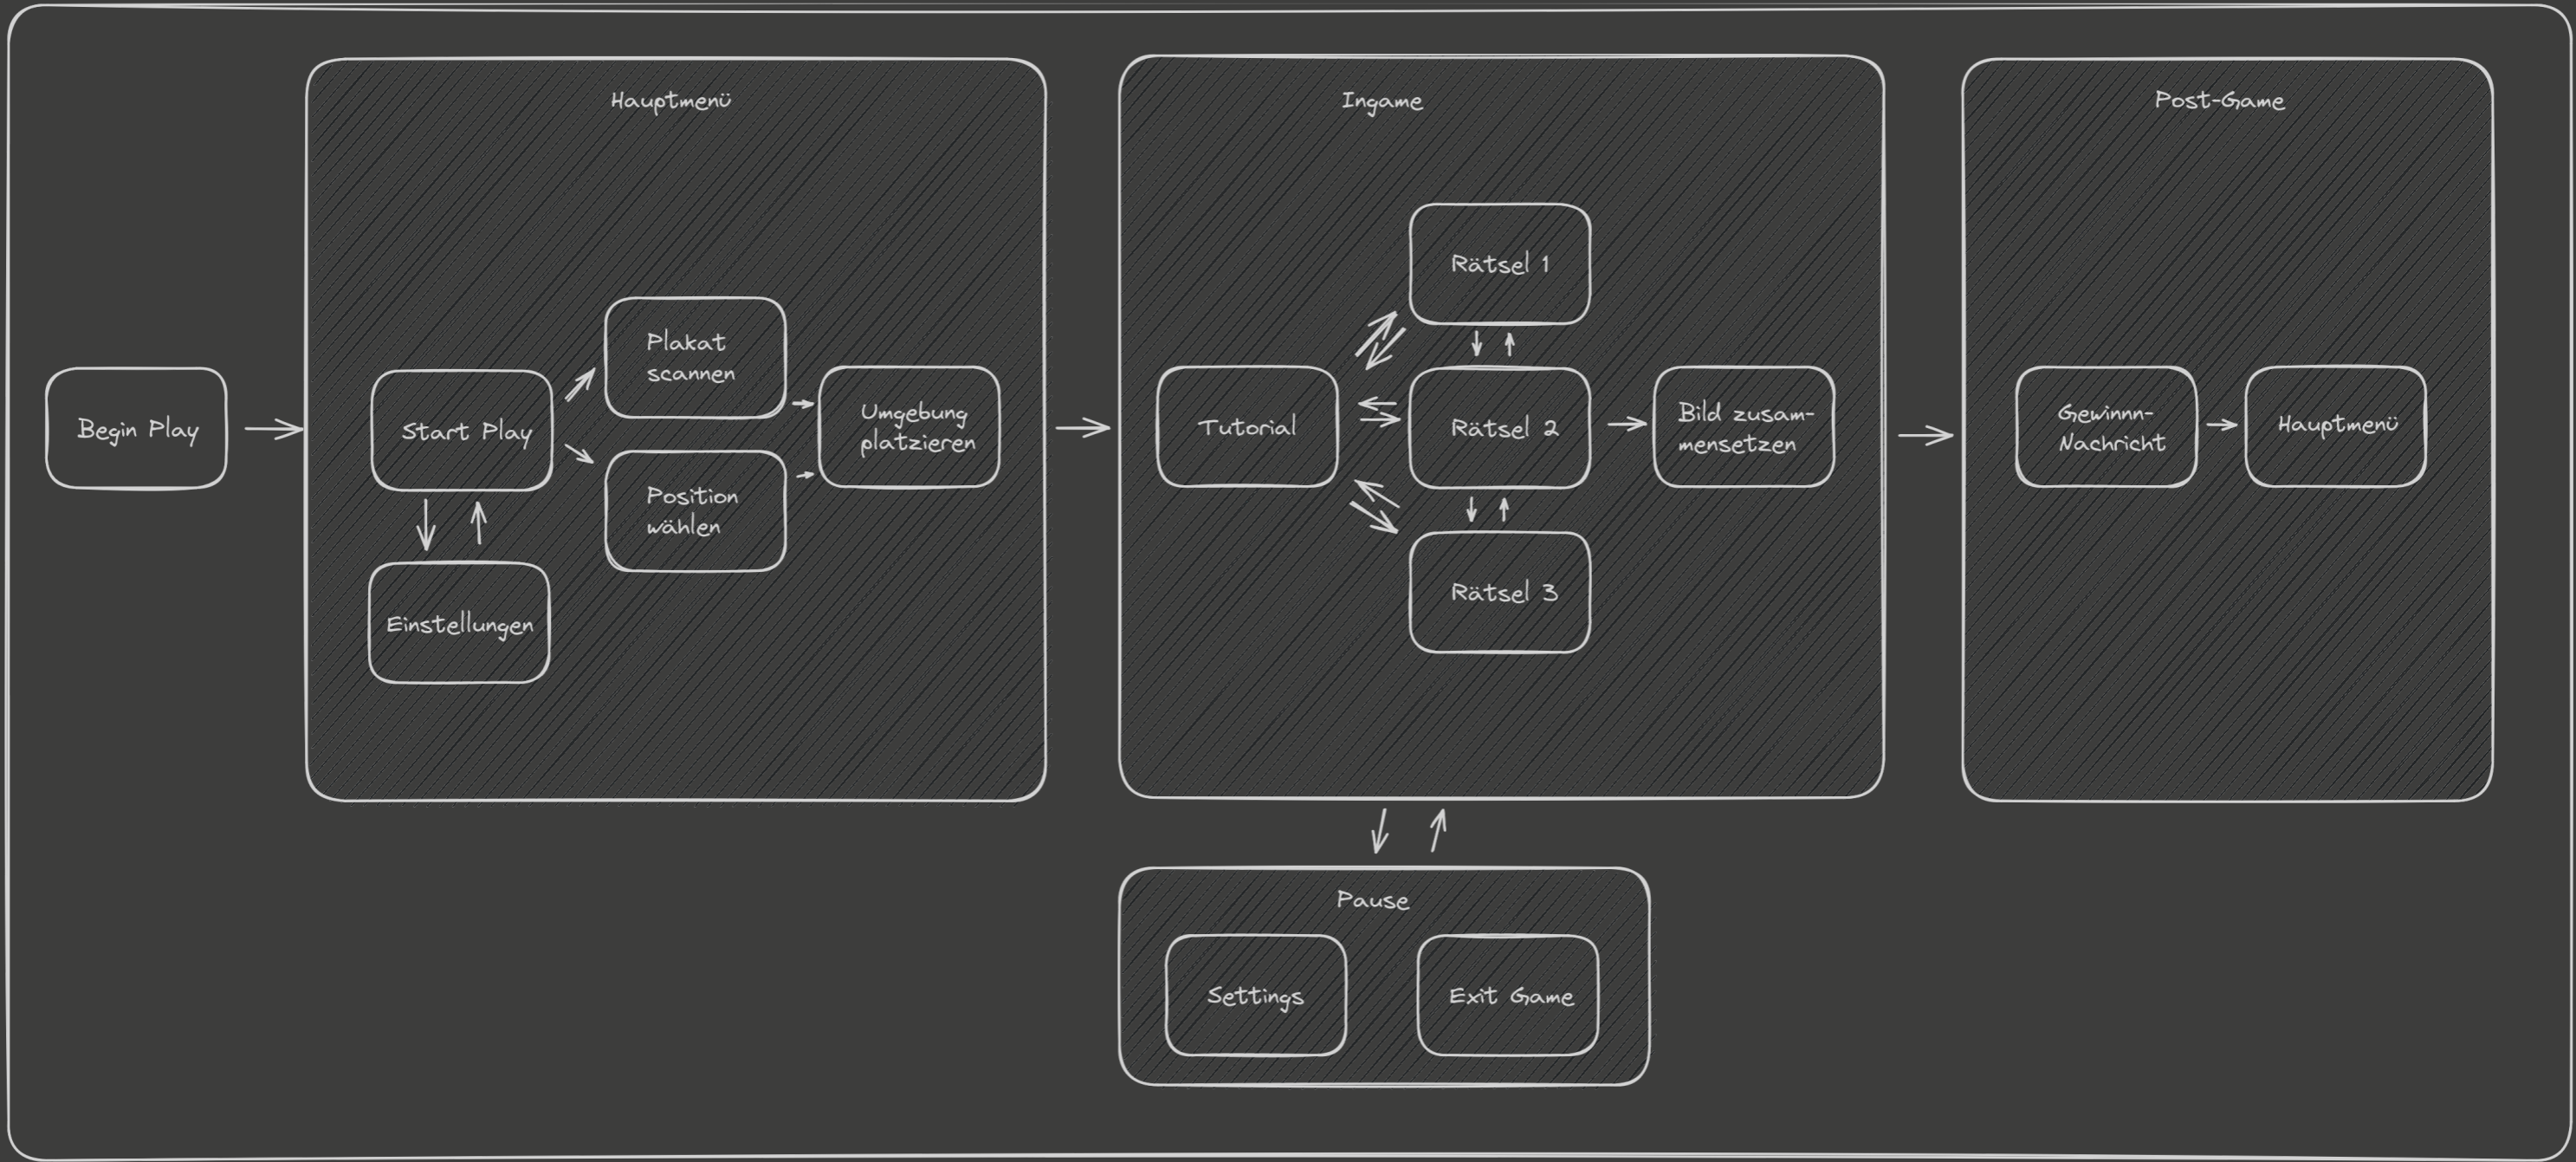 Hauptmenü
Ingame
Post-Game
Begin Play
Start Play
Plakat
scannen
Position
wählen
Umgebung
platzieren
Einstellungen
Tutorial
Rätsel 1
Rätsel 2
Rätsel 3
Bild zusam-
mensetzen
Gewinnn-
Nachricht
Hauptmenü
Pause
Settings
Exit Game